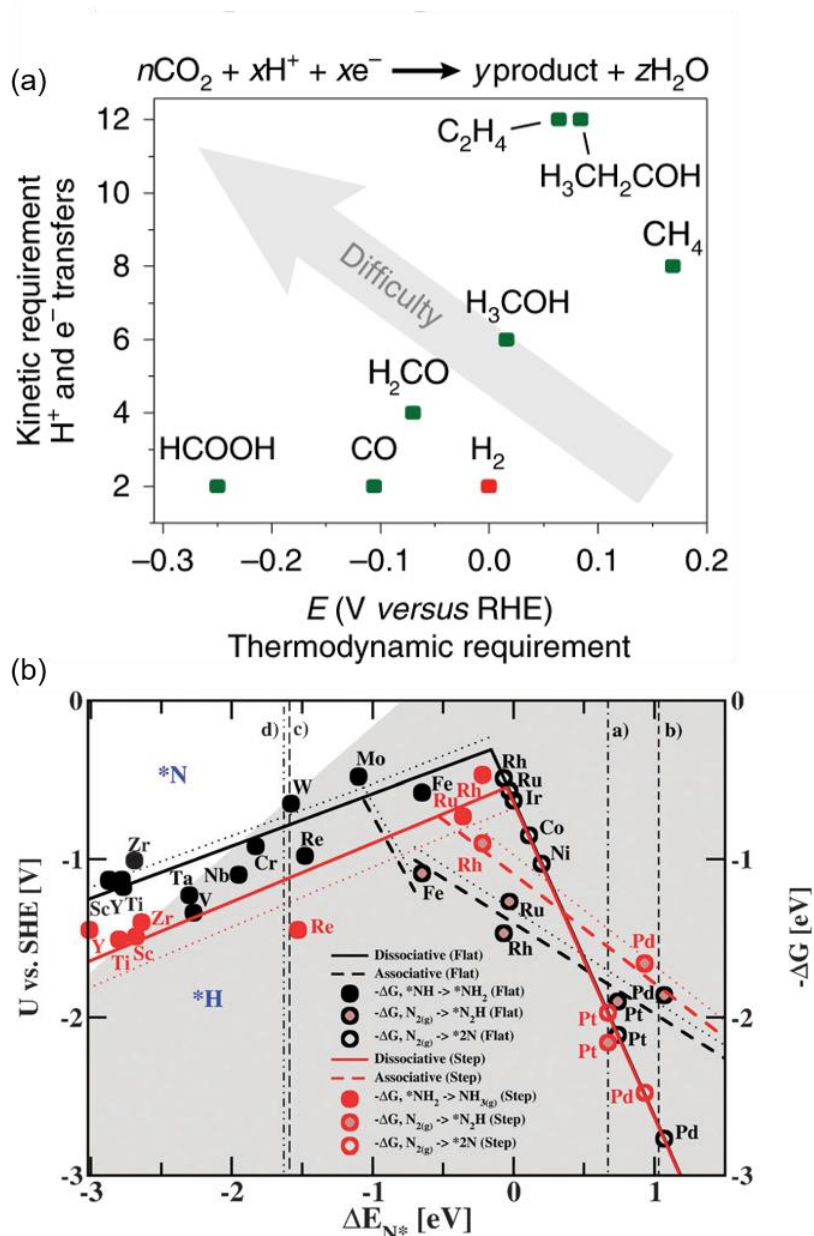 nCO₂ + xH⁺ + xe⁻ ⟶ yproduct + zH₂O
(a)
Kinetic requirement
H⁺ and e⁻ transfers
12
10
8
6
4
2
C₂H₄
H₃CH₂COH
CH₄
Difficulty
H₃COH
H₂CO
HCOOH
CO
H₂
−0.3
−0.2
−0.1
0.0
0.1
0.2
E (V versus RHE)
Thermodynamic requirement
(b)
U vs. SHE [V]
0
-1
-2
-3
d)
c)
a)
b)
0
-1
-2
-3
-ΔG [eV]
*N
*H
Mo
W
Fe
Rh
Ru
Ir
Rh
Ru
Co
Ni
Zr
Cr
Re
Rh
Ta
Nb
Fe
Sc
Y
Ti
V
Ru
Zr
Y
Sc
Ti
Re
Rh
Pd
Pd
Pt
Pt
Pt
Pt
Pd
Pd
Dissociative (Flat)
Associative (Flat)
-ΔG, *NH -> *NH₂ (Flat)
-ΔG, N₂₍g₎ -> *N₂H (Flat)
-ΔG, N₂₍g₎ -> *2N (Flat)
Dissociative (Step)
Associative (Step)
-ΔG, *NH₂ -> NH₃₍g₎ (Step)
-ΔG, N₂₍g₎ -> *N₂H (Step)
-ΔG, N₂₍g₎ -> *2N (Step)
-3
-2
-1
0
1
ΔE_N* [eV]